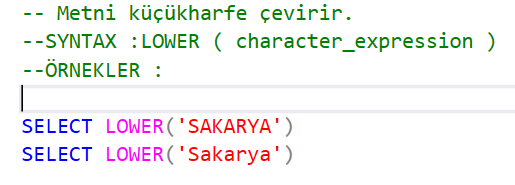 -- Metni küçükharfe çevirir.
--SYNTAX :LOWER ( character_expression )
--ÖRNEKLER :
SELECT LOWER('SAKARYA')
SELECT LOWER('Sakarya')